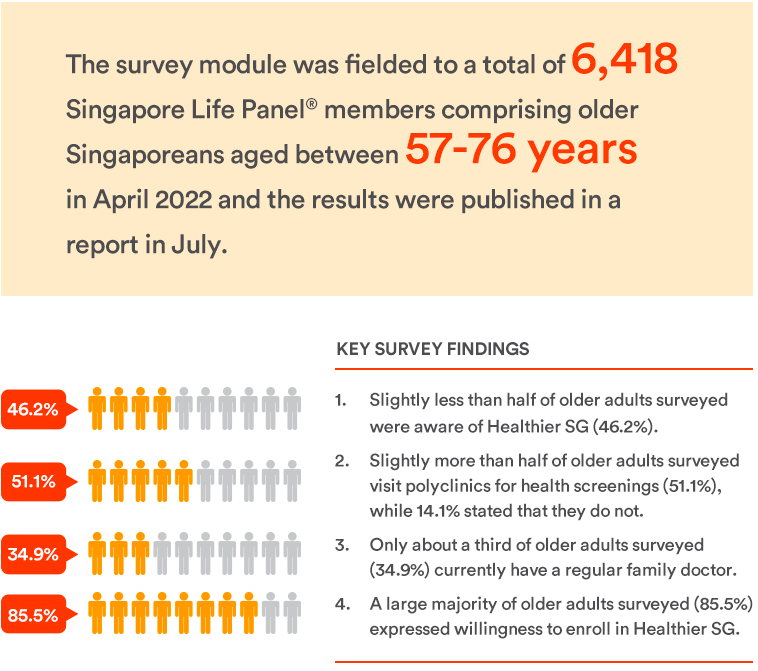 The survey module was fielded to a total of 6,418
Singapore Life Panel® members comprising older
Singaporeans aged between 57-76 years
in April 2022 and the results were published in a
report in July.
KEY SURVEY FINDINGS
46.2%
1. Slightly less than half of older adults surveyed
were aware of Healthier SG (46.2%).
51.1%
2. Slightly more than half of older adults surveyed
visit polyclinics for health screenings (51.1%),
while 14.1% stated that they do not.
34.9%
3. Only about a third of older adults surveyed
(34.9%) currently have a regular family doctor.
85.5%
4. A large majority of older adults surveyed (85.5%)
expressed willingness to enroll in Healthier SG.